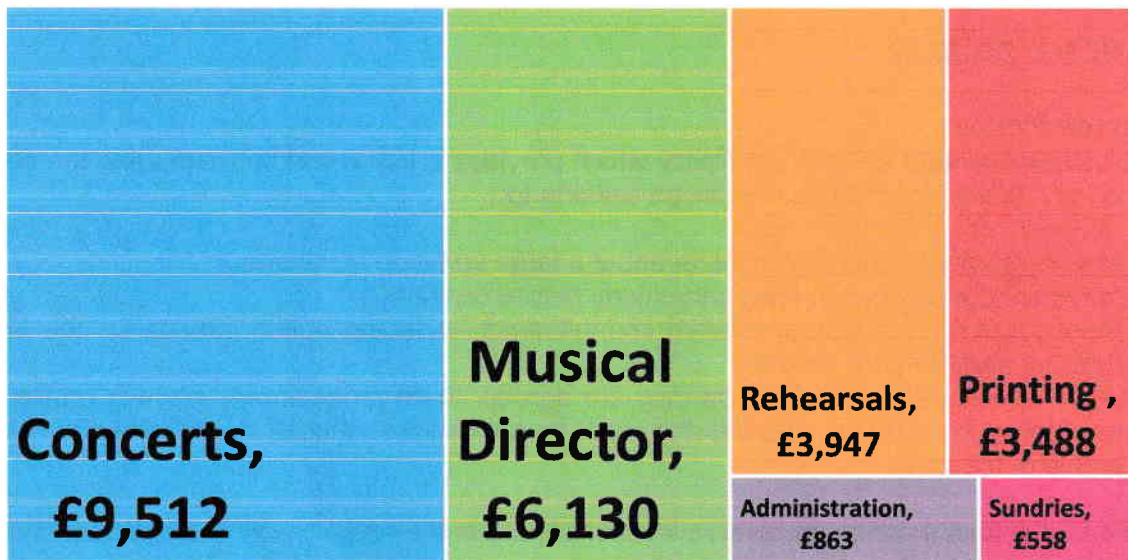 Concerts,
£9,512
Musical
Director,
£6,130
Rehearsals,
£3,947
Printing ,
£3,488
Administration,
£863
Sundries,
£558